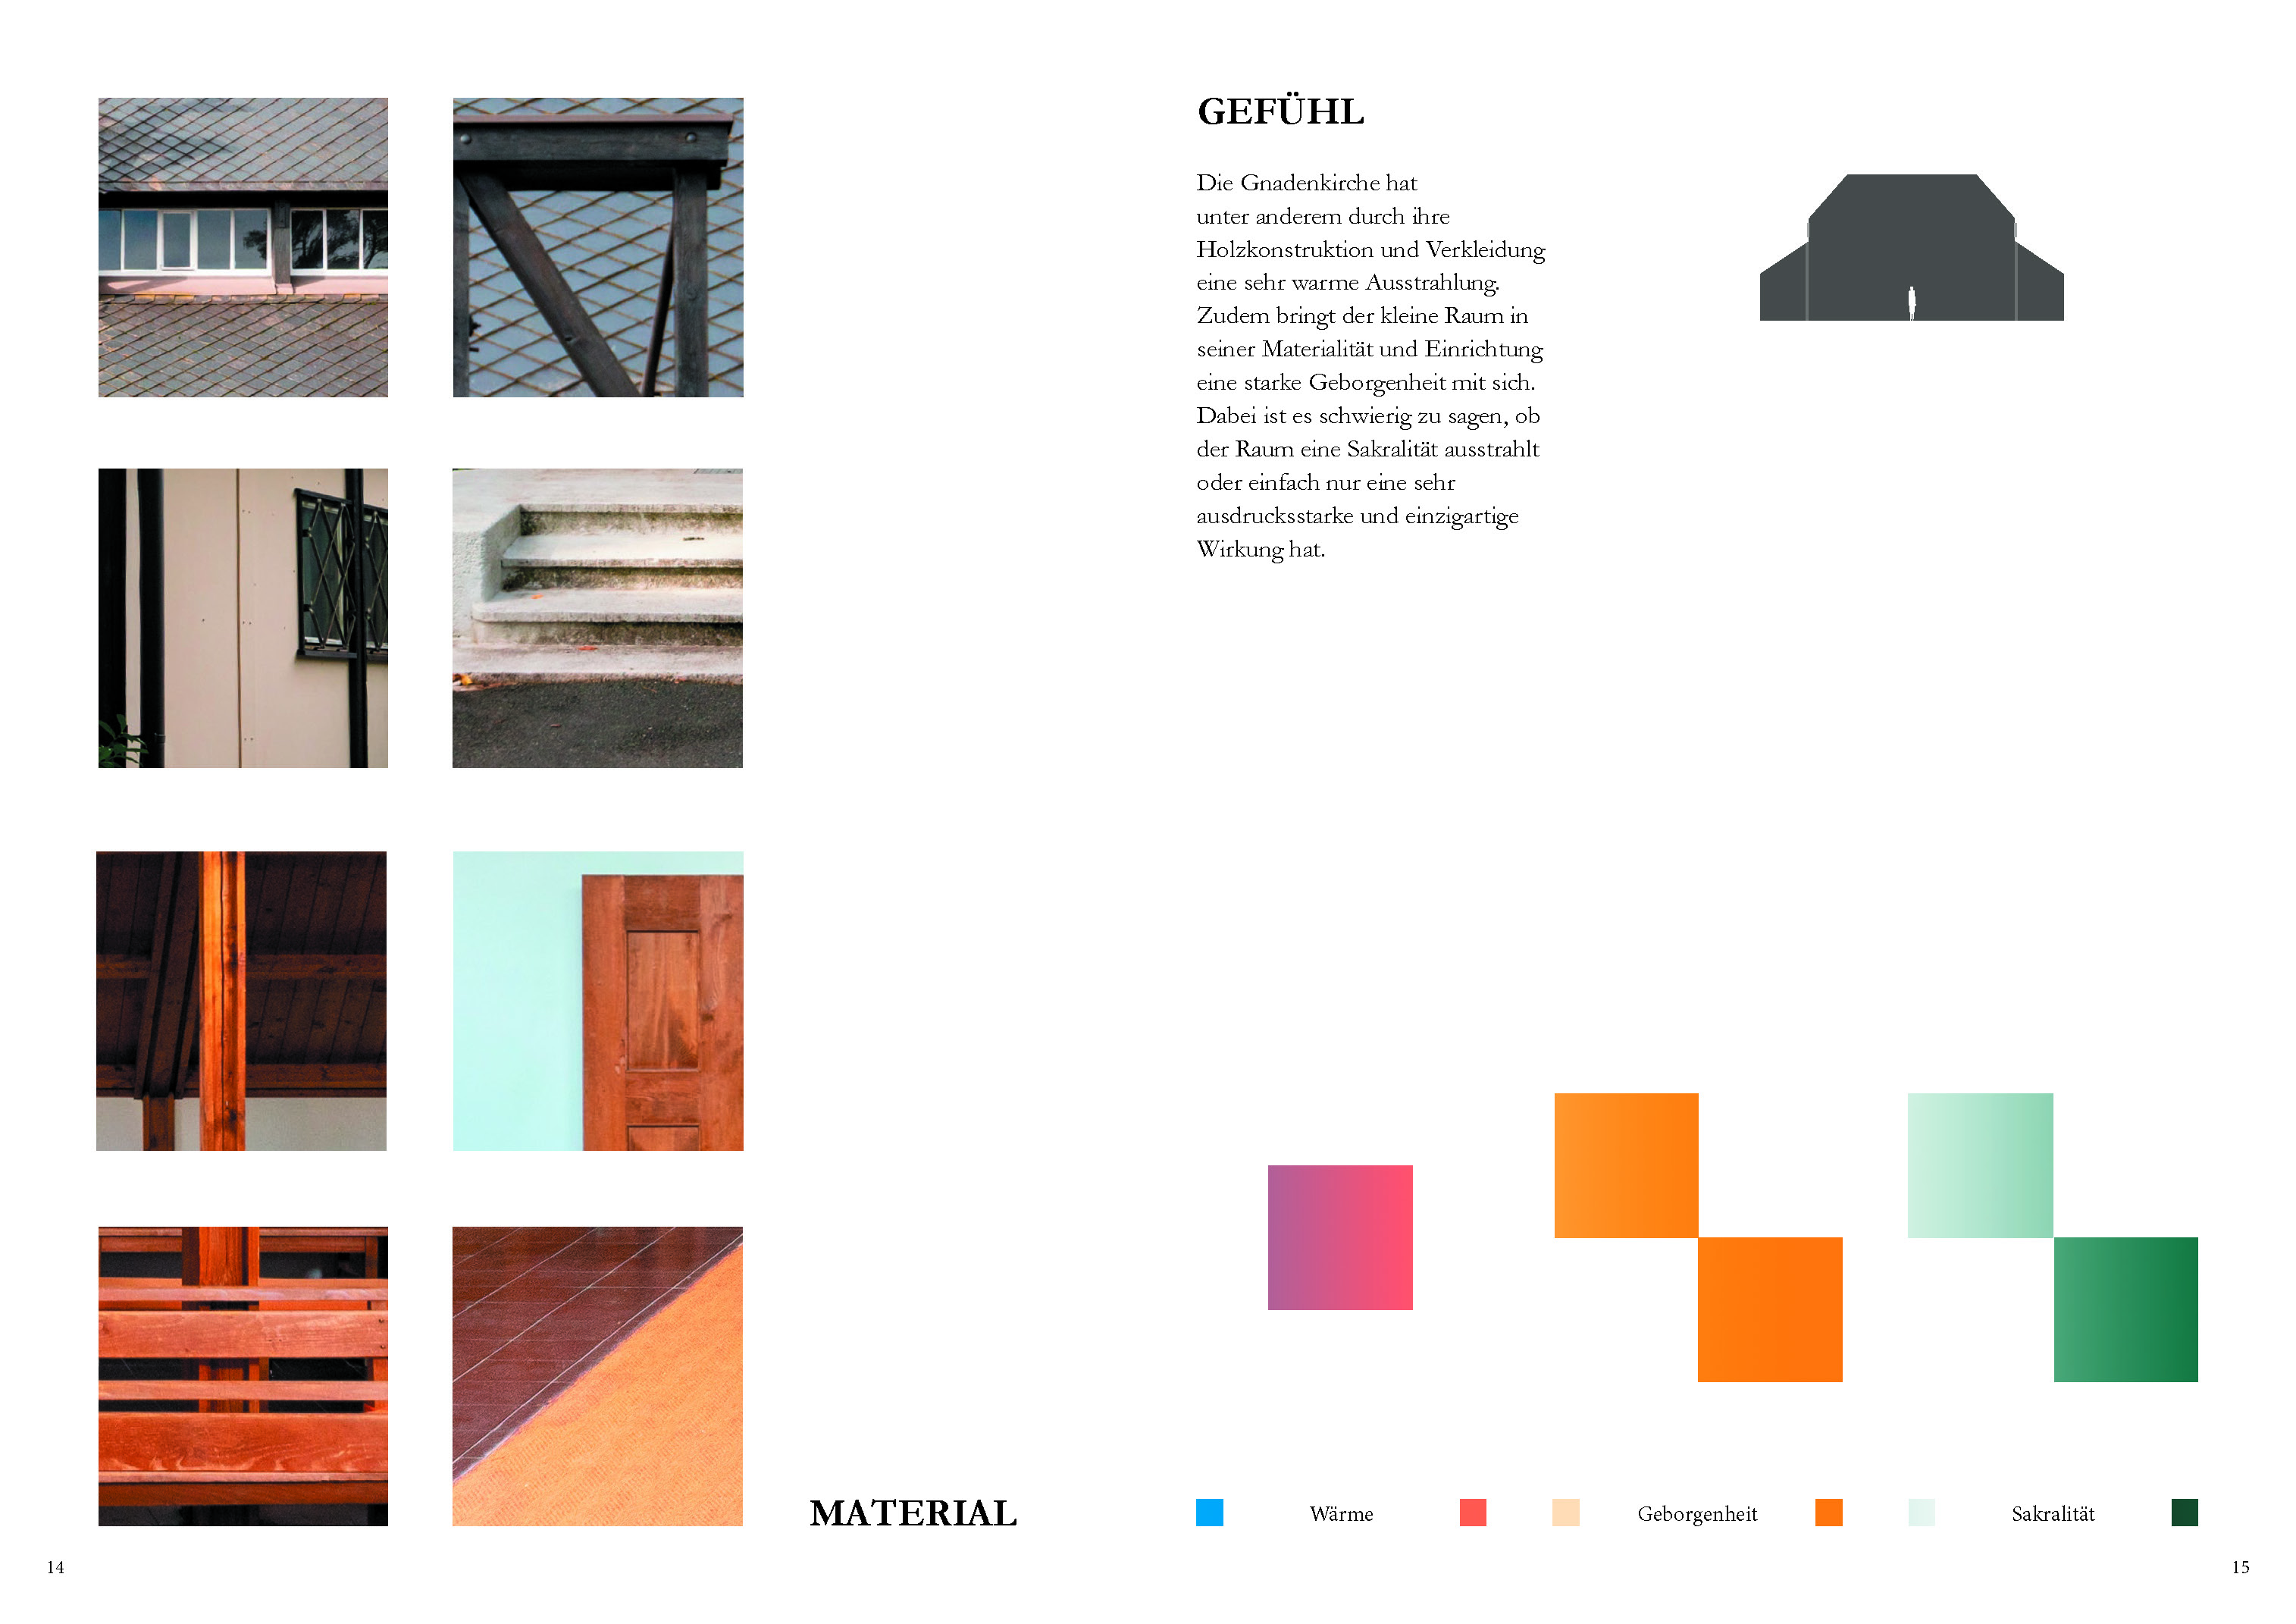 MATERIAL
14
GEFÜHL
Die Gnadenkirche hat
unter anderem durch ihre
Holzkonstruktion und Verkleidung
eine sehr warme Ausstrahlung.
Zudem bringt der kleine Raum in
seiner Materialität und Einrichtung
eine starke Geborgenheit mit sich.
Dabei ist es schwierig zu sagen, ob
der Raum eine Sakralität ausstrahlt
oder einfach nur eine sehr
ausdrucksstarke und einzigartige
Wirkung hat.
Wärme
Geborgenheit
Sakralität
15